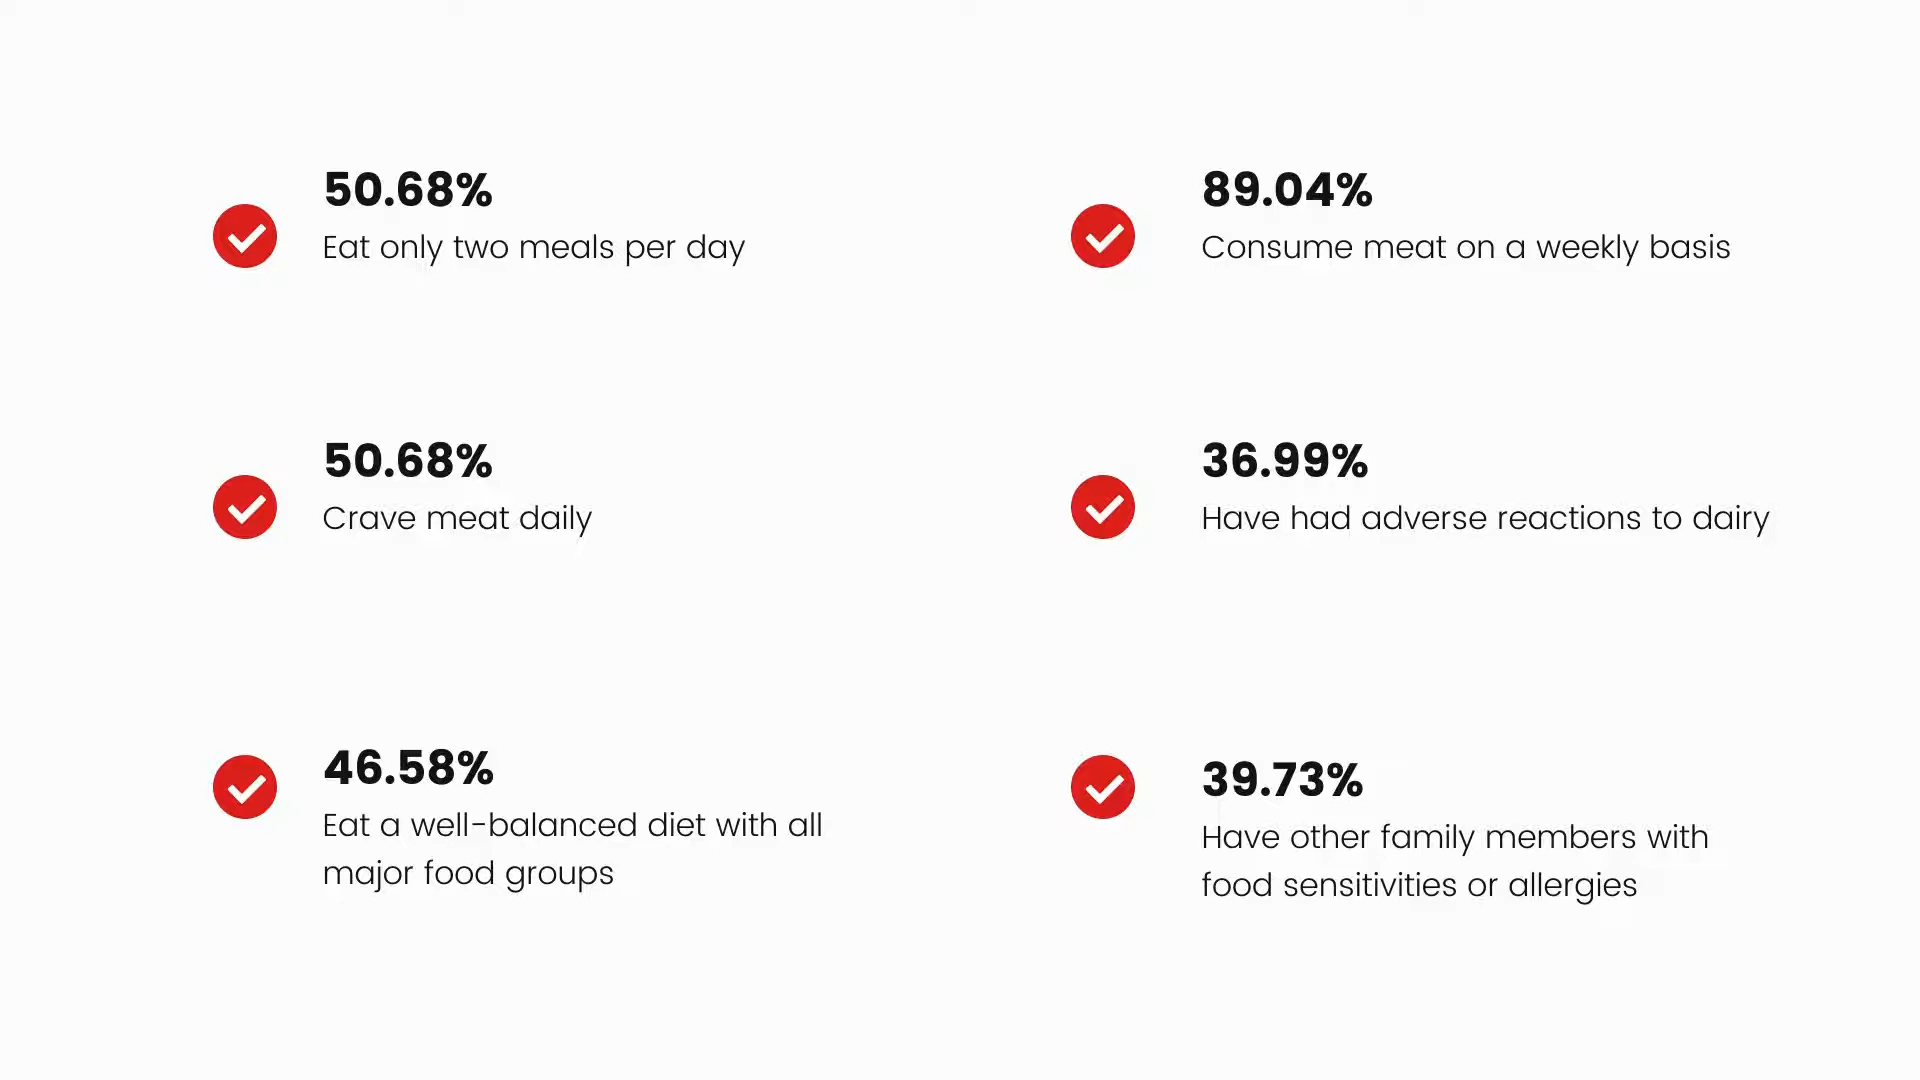 50.68%
Eat only two meals per day
89.04%
Consume meat on a weekly basis
50.68%
Crave meat daily
36.99%
Have had adverse reactions to dairy
46.58%
Eat a well-balanced diet with all
major food groups
39.73%
Have other family members with
food sensitivities or allergies